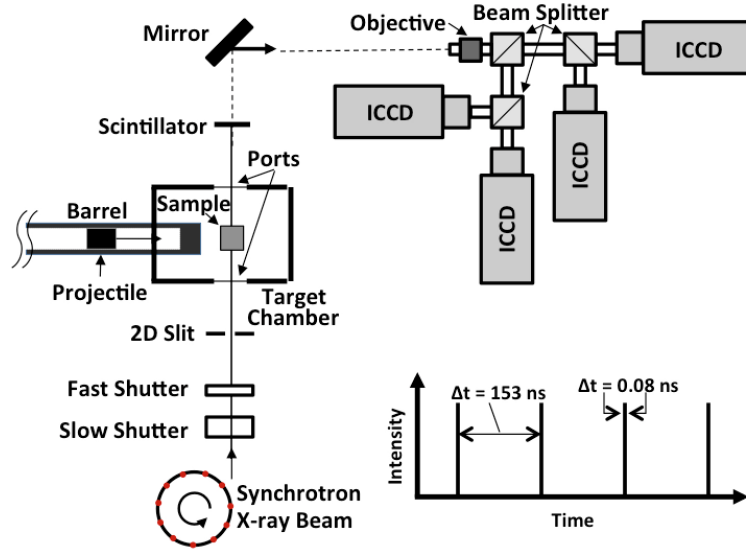 Mirror
Objective
Beam Splitter
ICCD
ICCD
ICCD
ICCD
Scintillator
Ports
Sample
Barrel
Projectile
Target
Chamber
2D Slit
Fast Shutter
Slow Shutter
Synchrotron
X-ray Beam
Intensity
Δt = 153 ns
Δt = 0.08 ns
Time